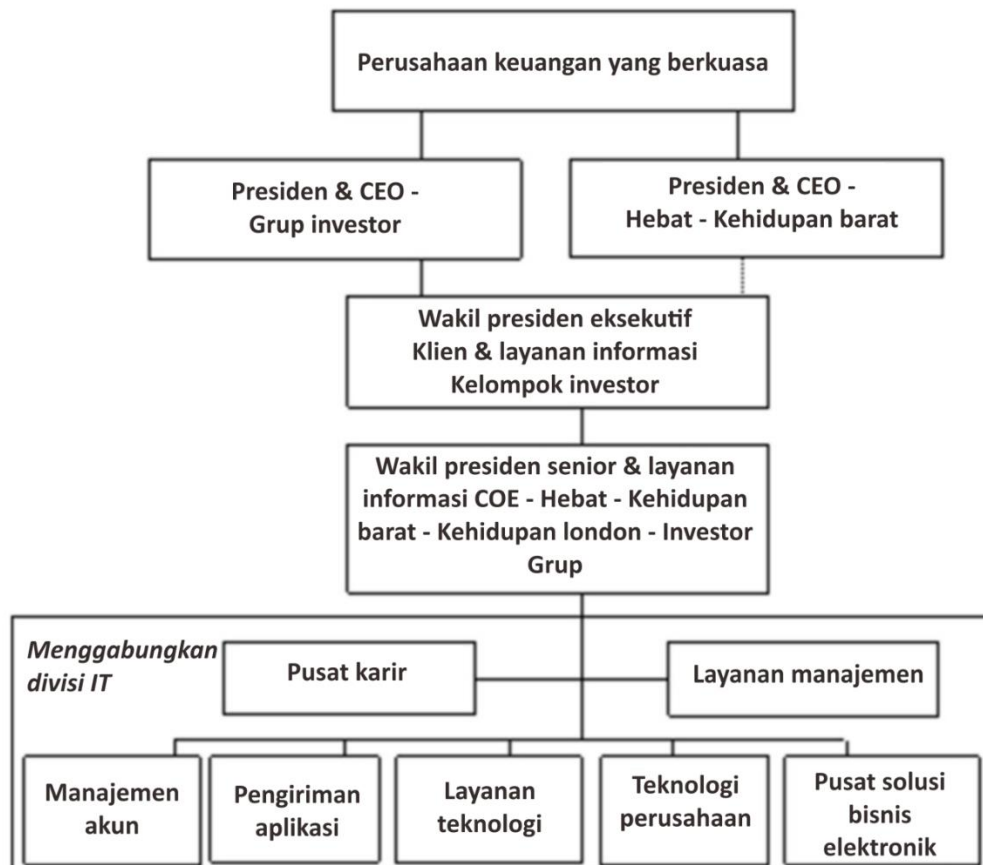 Perusahaan keuangan yang berkuasa
Presiden & CEO -
Grup investor
Presiden & CEO -
Hebat - Kehidupan barat
Wakil presiden eksekutif
Klien & layanan informasi
Kelompok investor
Wakil presiden senior & layanan
informasi COE - Hebat - Kehidupan
barat - Kehidupan london - Investor
Grup
Menggabungkan
divisi IT
Pusat karir
Layanan manajemen
Manajemen
akun
Pengiriman
aplikasi
Layanan
teknologi
Teknologi
perusahaan
Pusat solusi
bisnis
elektronik